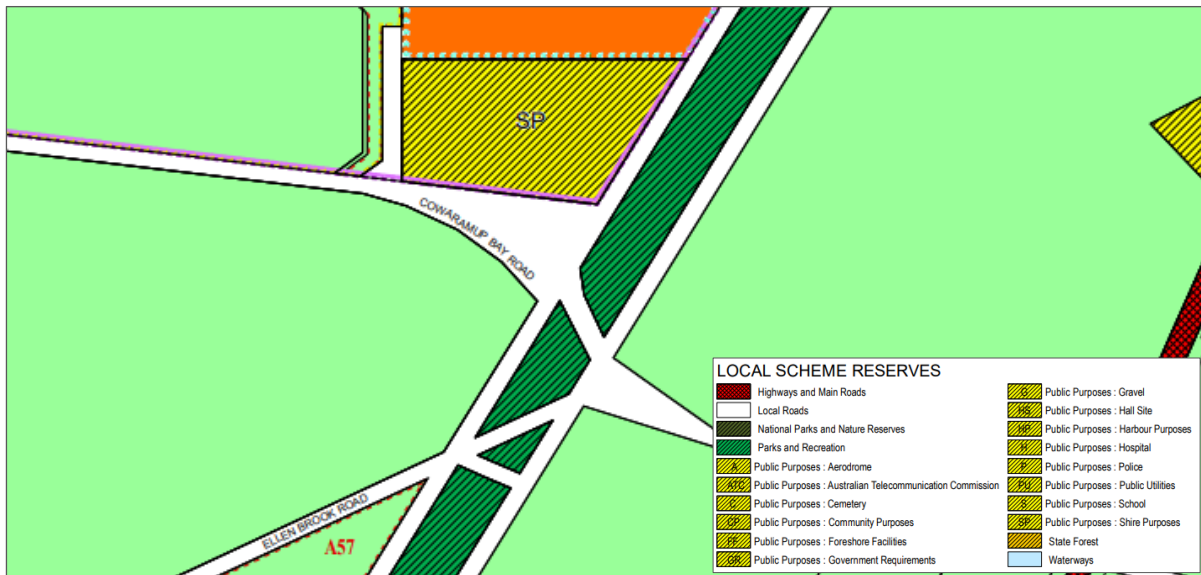 SP
COWARAMUP BAY ROAD
ELLEN BROOK ROAD
A57
LOCAL SCHEME RESERVES
Highways and Main Roads
Local Roads
National Parks and Nature Reserves
Parks and Recreation
A Public Purposes : Aerodrome
ATC Public Purposes : Australian Telecommunication Commission
C Public Purposes : Cemetery
CP Public Purposes : Community Purposes
FF Public Purposes : Foreshore Facilities
GR Public Purposes : Government Requirements
G Public Purposes : Gravel
HS Public Purposes : Hall Site
HP Public Purposes : Harbour Purposes
H Public Purposes : Hospital
P Public Purposes : Police
PU Public Purposes : Public Utilities
S Public Purposes : School
SP Public Purposes : Shire Purposes
State Forest
Waterways